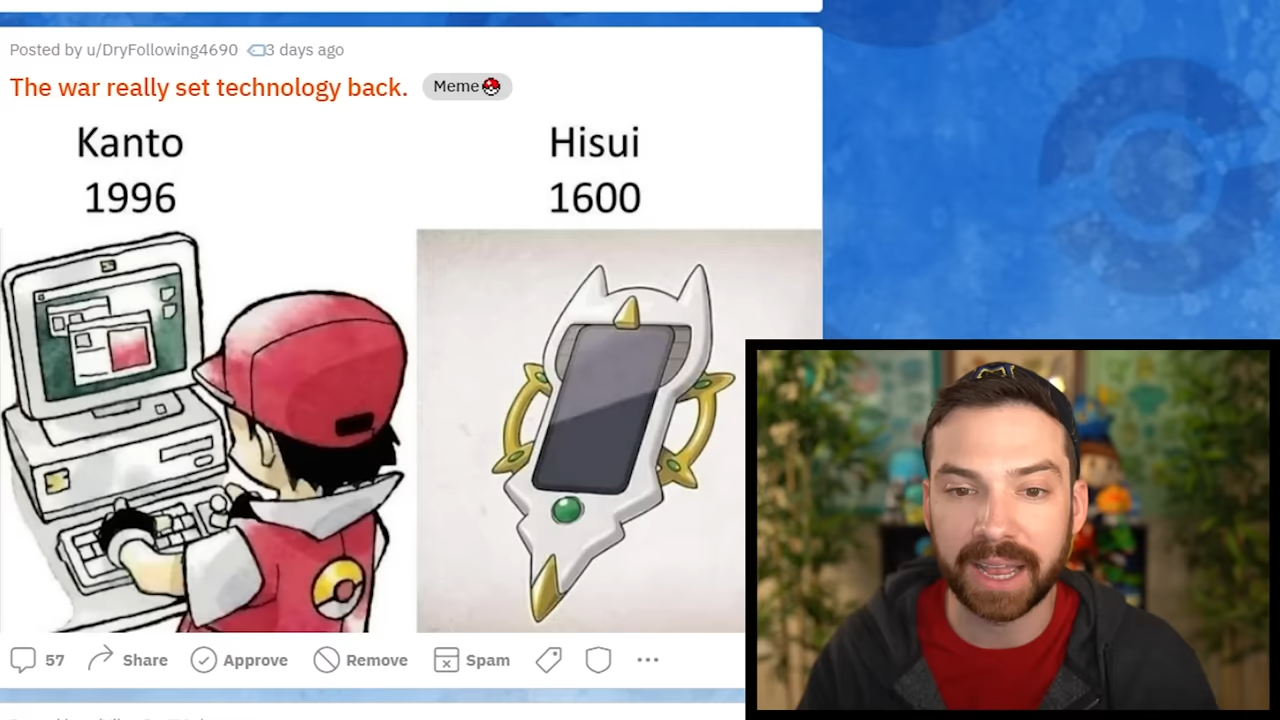 Posted by u/DryFollowing4690 3 days ago
The war really set technology back. Meme
Kanto Hisui
1996 1600
57 Share Approve Remove Spam